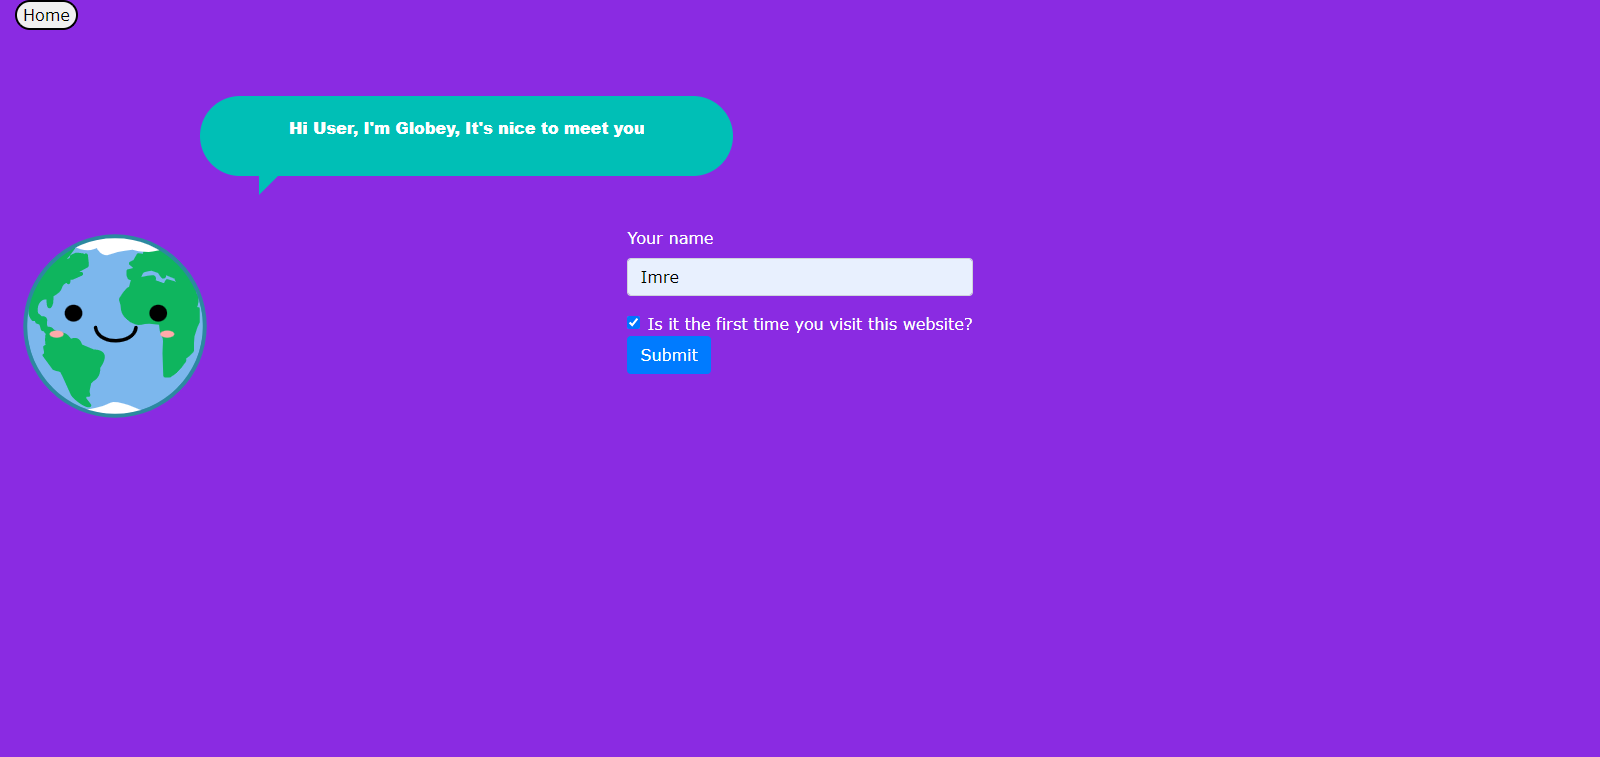 Home
Hi User, I'm Globey, It's nice to meet you
Your name
Imre
Is it the first time you visit this website?
Submit